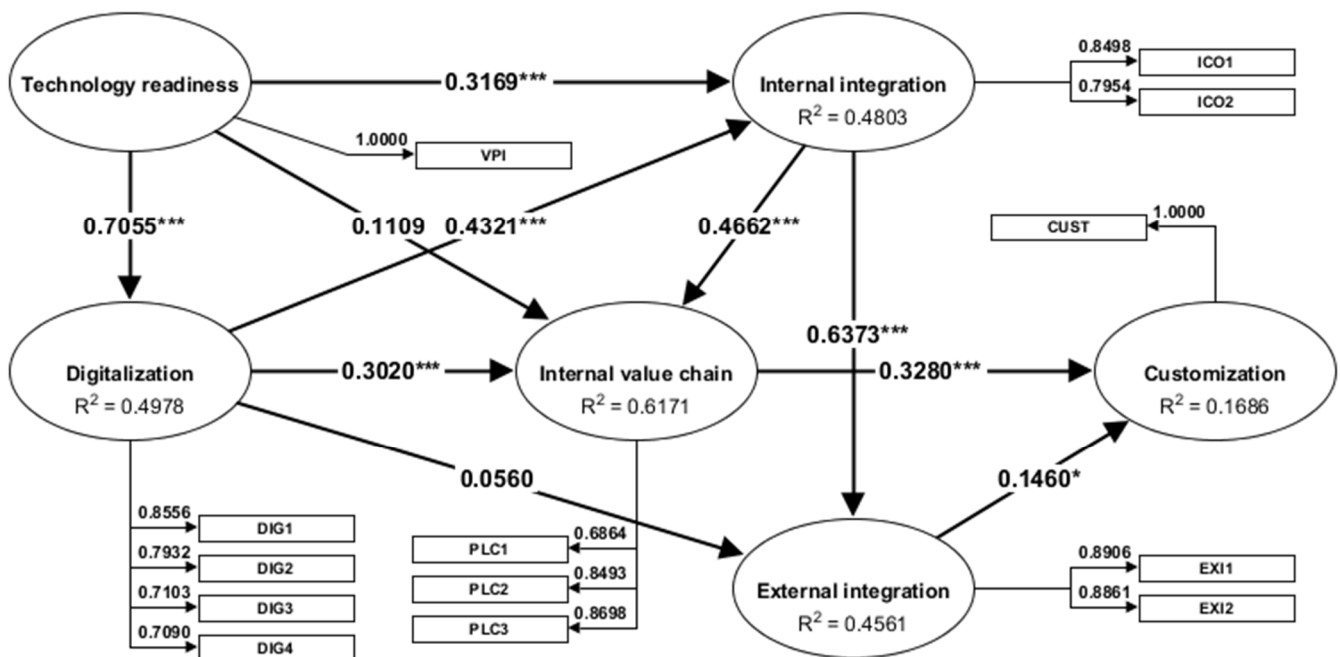 Technology readiness
0.3169***
Internal integration
R² = 0.4803
0.8498
ICO1
0.7954
ICO2
1.0000
VPI
0.7055***
0.1109
0.4321***
0.4662***
CUST
1.0000
0.6373***
Digitalization
R² = 0.4978
0.3020***
Internal value chain
R² = 0.6171
0.3280***
Customization
R² = 0.1686
0.0560
0.1460*
0.8556
DIG1
0.7932
DIG2
0.7103
DIG3
0.7090
DIG4
PLC1
0.6864
PLC2
0.8493
PLC3
0.8698
External integration
R² = 0.4561
0.8906
EXI1
0.8861
EXI2